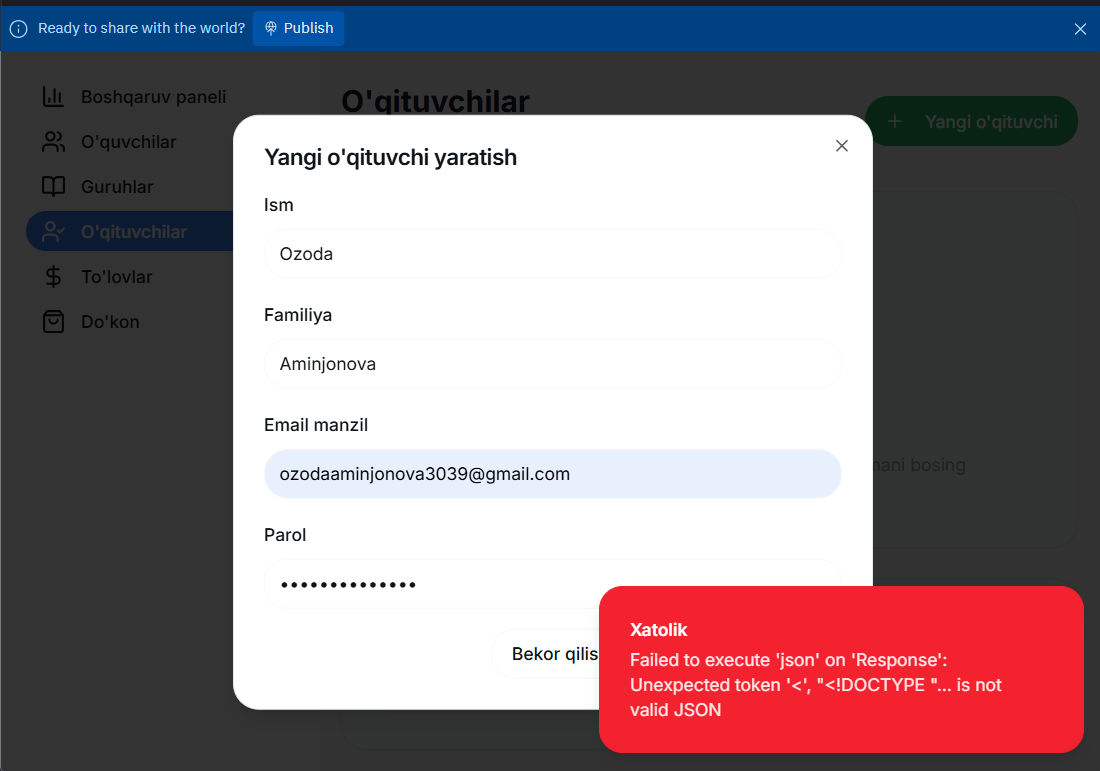 Ready to share with the world? Publish
Boshqaruv paneli
O'quvchilar
Guruhlar
O'qituvchilar
To'lovlar
Do'kon
O'qituvchilar
Yangi o'qituvchi
Yangi o'qituvchi yaratish
Ism
Ozoda
Familiya
Aminjonova
Email manzil
ozodaaminjonova3039@gmail.com
Parol
••••••••••••••
Bekor qilis
bosing
Xatolik
Failed to execute 'json' on 'Response':
Unexpected token '<', "<!DOCTYPE "... is not
valid JSON